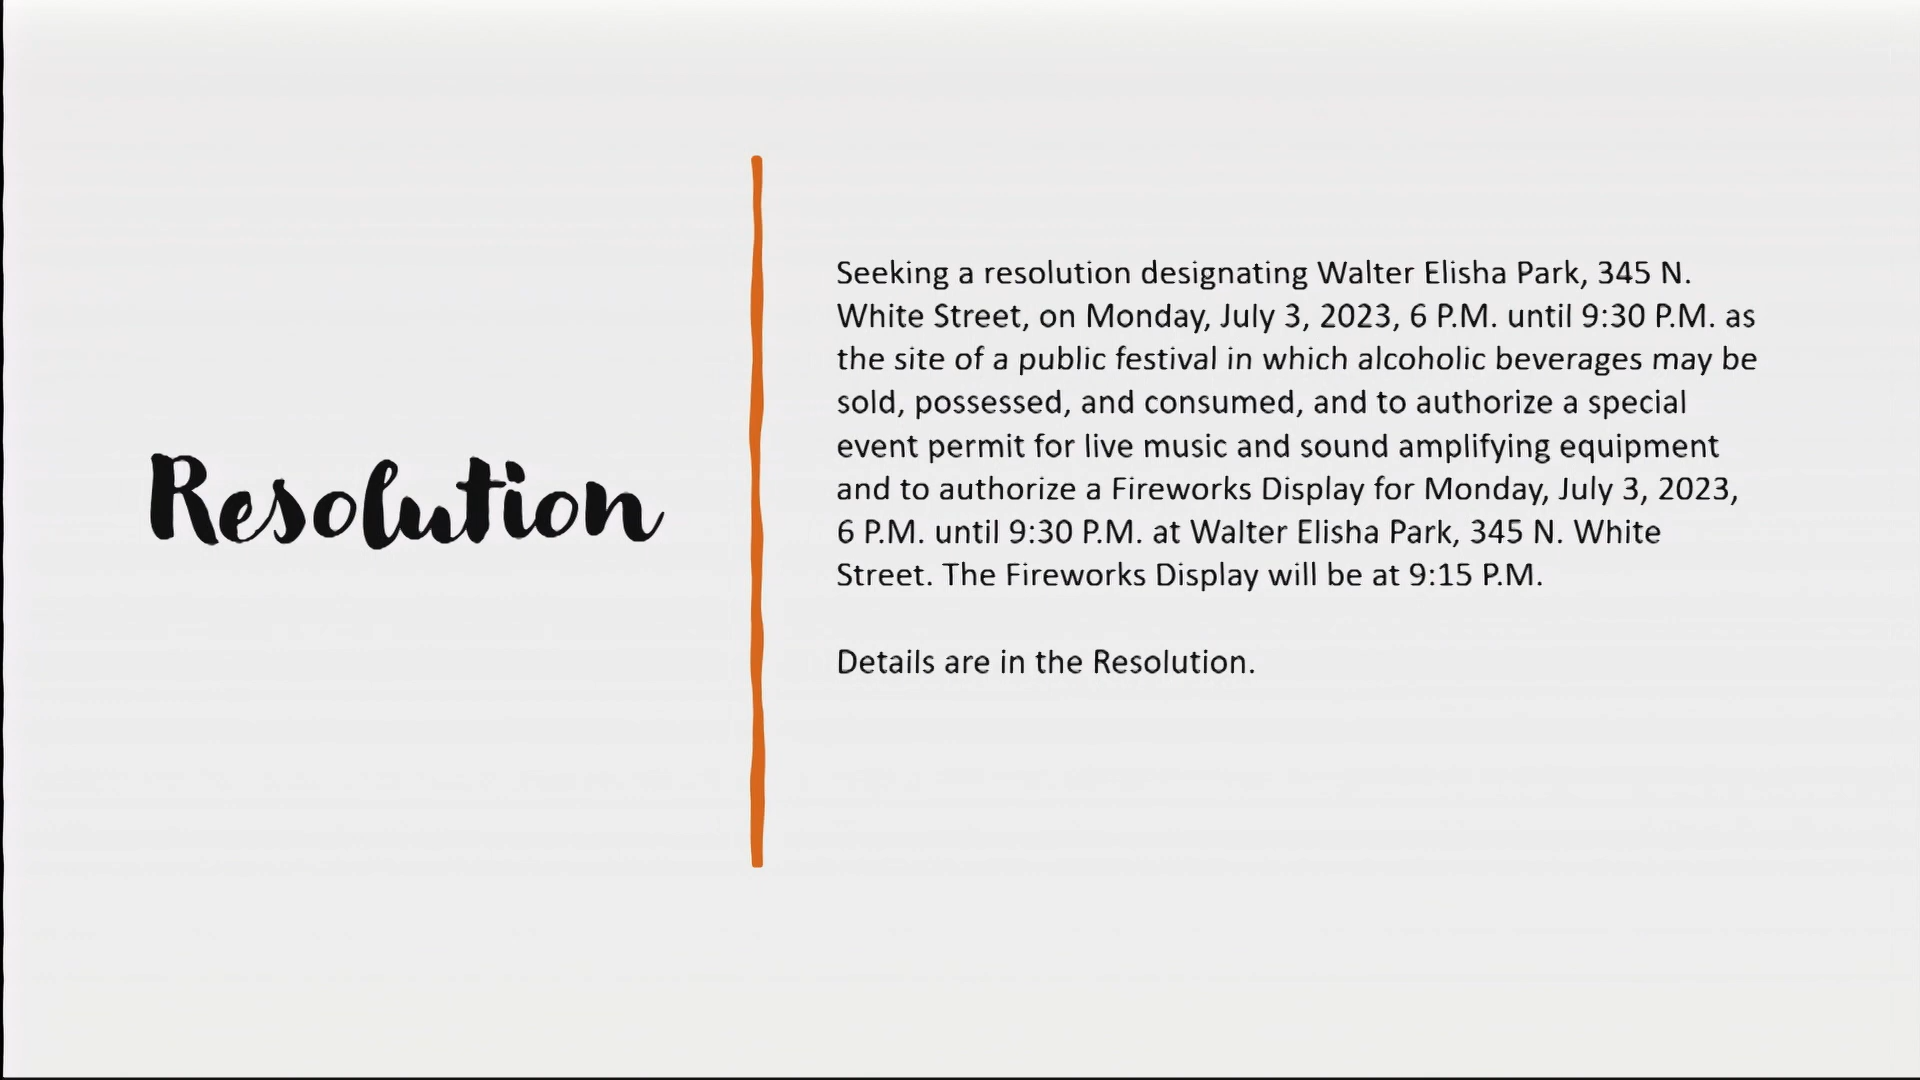 Resolution
Seeking a resolution designating Walter Elisha Park, 345 N.
White Street, on Monday, July 3, 2023, 6 P.M. until 9:30 P.M. as
the site of a public festival in which alcoholic beverages may be
sold, possessed, and consumed, and to authorize a special
event permit for live music and sound amplifying equipment
and to authorize a Fireworks Display for Monday, July 3, 2023,
6 P.M. until 9:30 P.M. at Walter Elisha Park, 345 N. White
Street. The Fireworks Display will be at 9:15 P.M.
Details are in the Resolution.